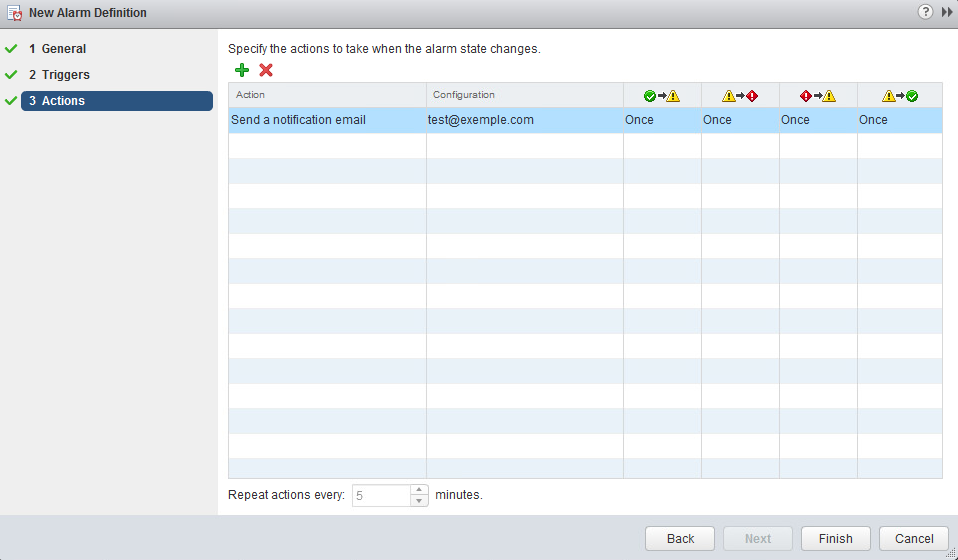 New Alarm Definition
?
1 General
2 Triggers
3 Actions
Specify the actions to take when the alarm state changes.
Action Configuration
Send a notification email test@exemple.com Once Once Once Once
Repeat actions every: 5 minutes.
Back Next Finish Cancel